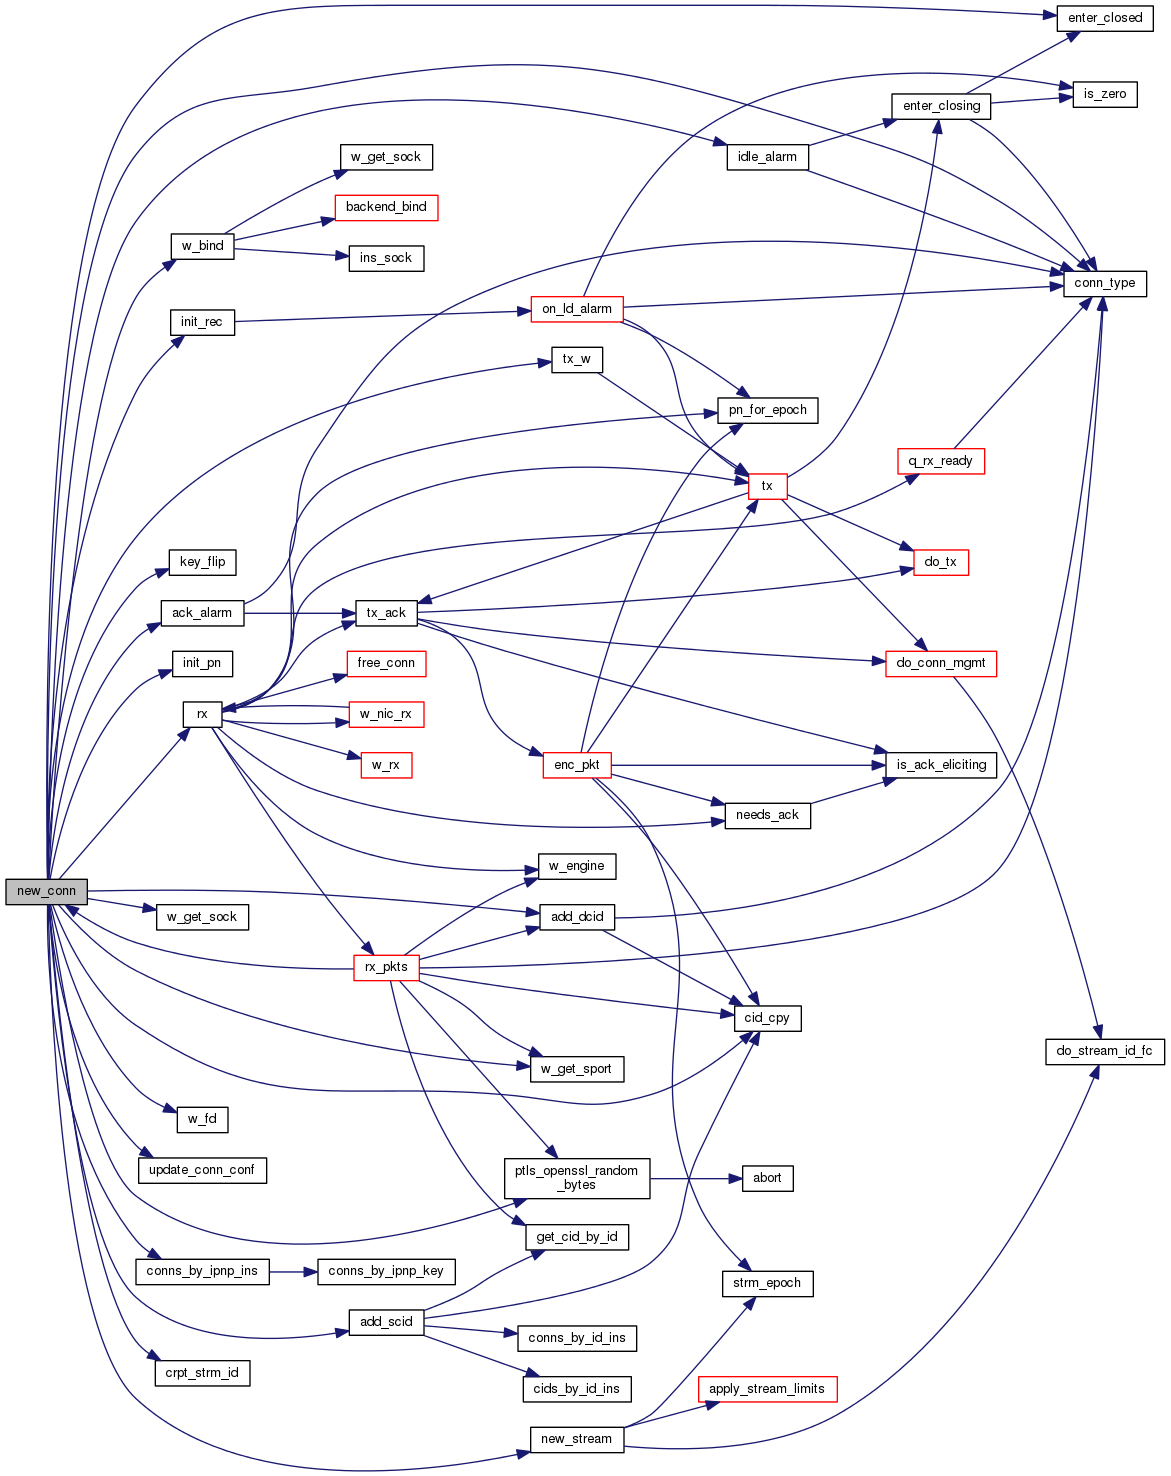 enter_closed
is_zero
enter_closing
w_get_sock
idle_alarm
backend_bind
w_bind
ins_sock
conn_type
on_ld_alarm
init_rec
tx_w
pn_for_epoch
q_rx_ready
tx
key_flip
do_tx
ack_alarm
tx_ack
init_pn
free_conn
do_conn_mgmt
rx
w_nic_rx
w_rx
enc_pkt
is_ack_eliciting
needs_ack
w_engine
new_conn
w_get_sock
add_dcid
rx_pkts
cid_cpy
do_stream_id_fc
w_get_sport
w_fd
update_conn_conf
ptls_openssl_random
_bytes
abort
get_cid_by_id
conns_by_ipnp_ins
conns_by_ipnp_key
strm_epoch
add_scid
conns_by_id_ins
crpt_strm_id
cids_by_id_ins
apply_stream_limits
new_stream